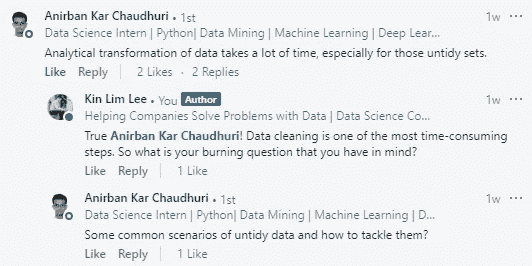 Anirban Kar Chaudhuri • 1st 1w ...
Data Science Intern | Python| Data Mining | Machine Learning | Deep Lear...
Analytical transformation of data takes a lot of time, especially for those untidy sets.
Like Reply 2 Likes · 2 Replies
Kin Lim Lee • You Author 1w ...
Helping Companies Solve Problems with Data | Data Science Co...
True Anirban Kar Chaudhuri! Data cleaning is one of the most time-consuming
steps. So what is your burning question that you have in mind?
Like Reply 1 Like
Anirban Kar Chaudhuri • 1st 1w ...
Data Science Intern | Python| Data Mining | Machine Learning | D...
Some common scenarios of untidy data and how to tackle them?
Like Reply 1 Like